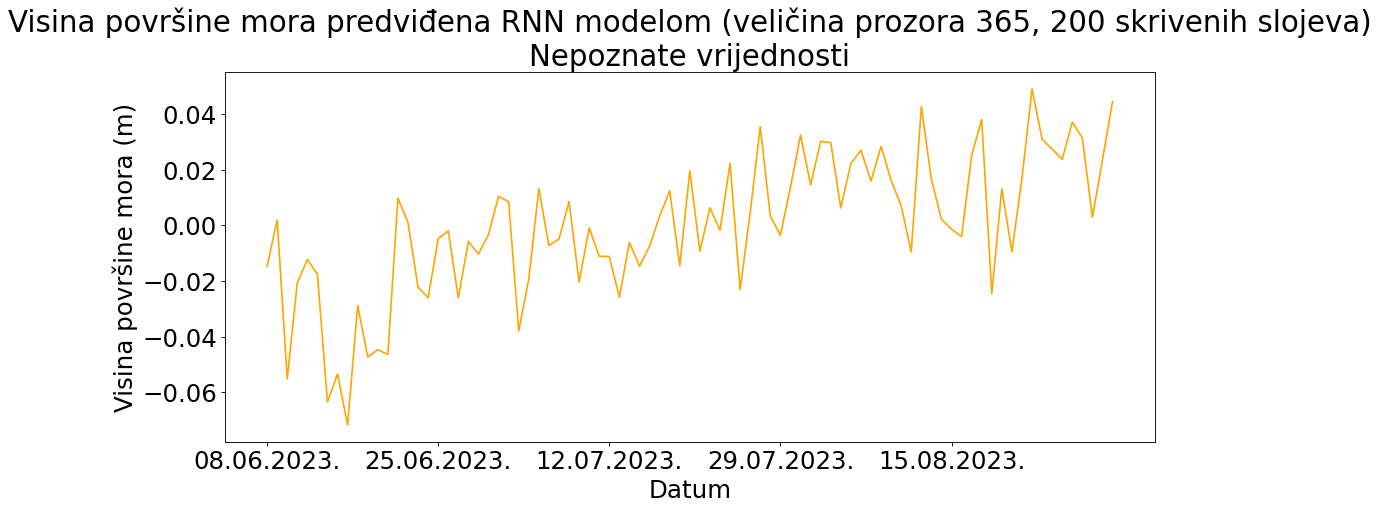 Visina površine mora predviđena RNN modelom (veličina prozora 365, 200 skrivenih slojeva)
Nepoznate vrijednosti
Visina površine mora (m)
0.04
0.02
0.00
−0.02
−0.04
−0.06
08.06.2023. 25.06.2023. 12.07.2023. 29.07.2023. 15.08.2023.
Datum